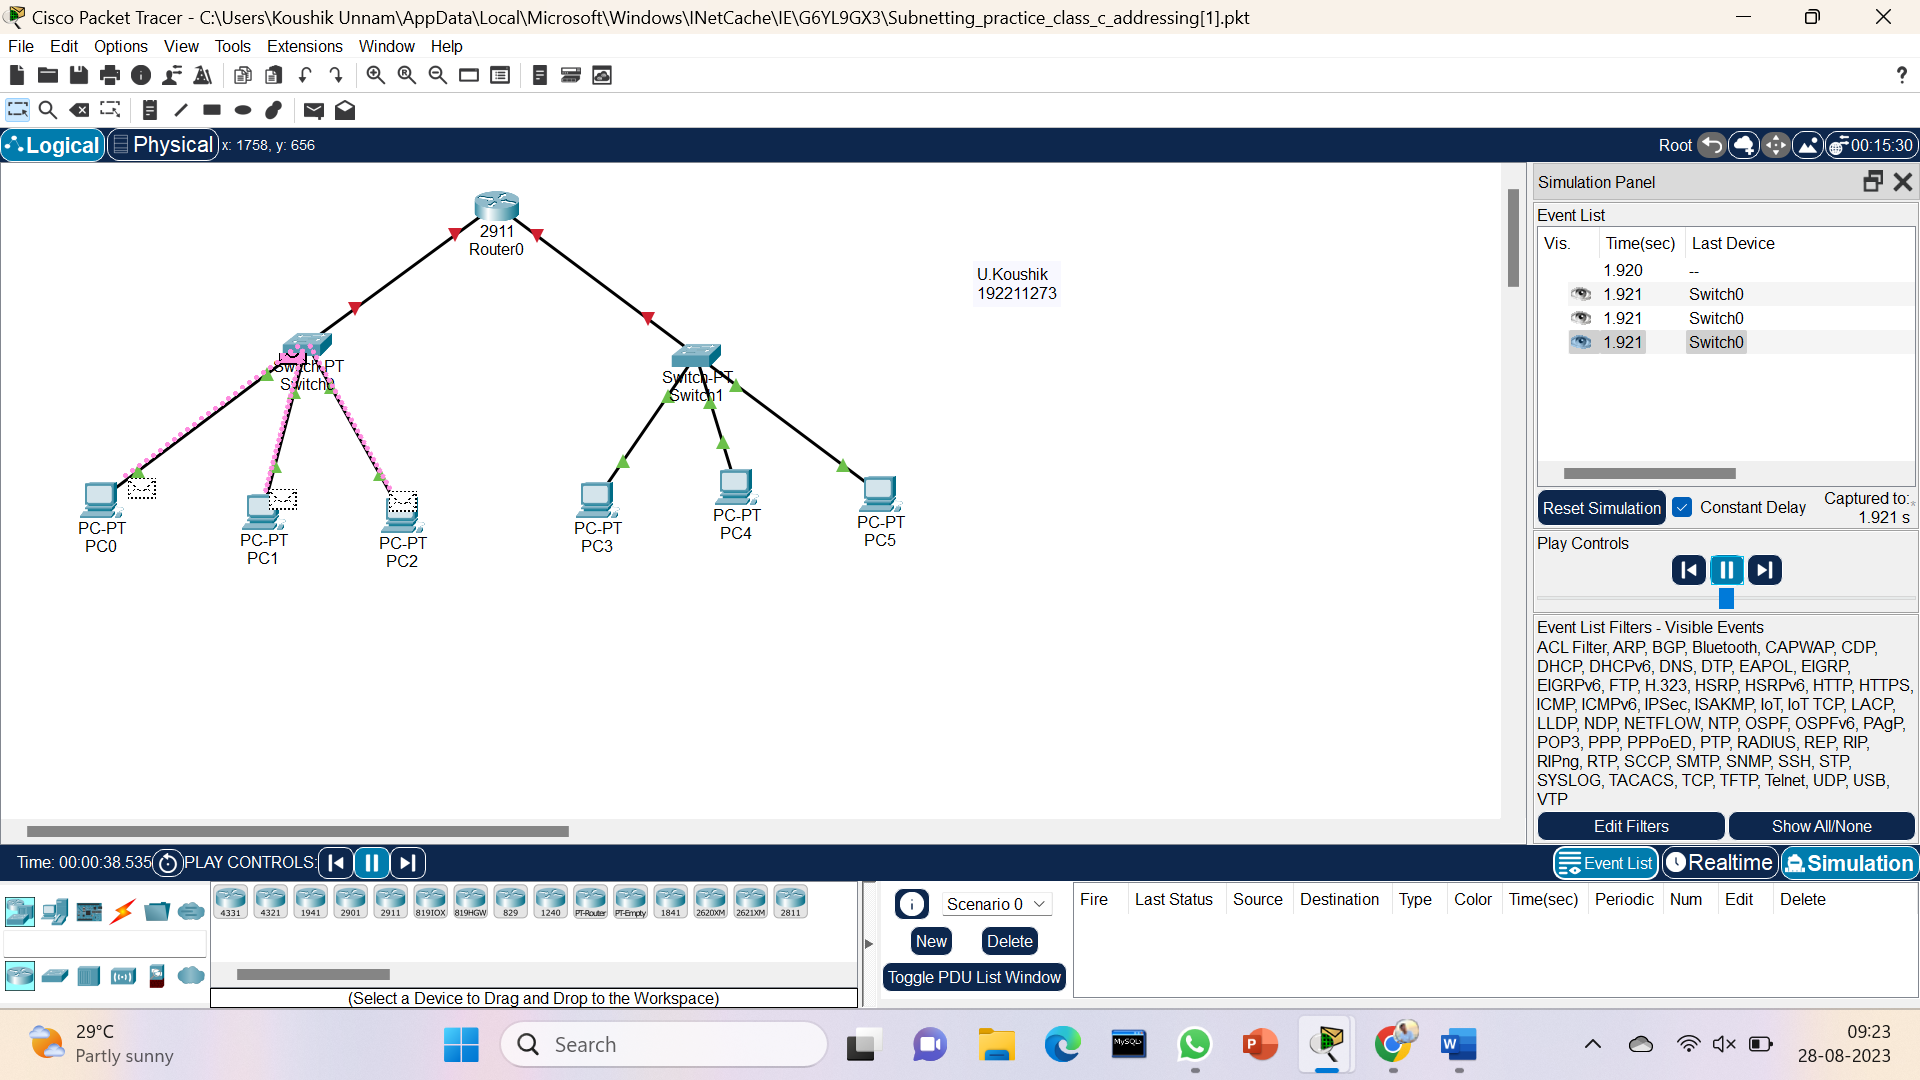 Cisco Packet Tracer - C:\Users\Koushik Unnam\AppData\Local\Microsoft\Windows\INetCache\IE\G6YL9GX3\Subnetting_practice_class_c_addressing[1].pkt
File Edit Options View Tools Extensions Window Help
?
Logical Physical x: 1758, y: 656
Root 00:15:30
2911
Router0
U.Koushik
192211273
Switch-PT
Switch0
Switch-PT
Switch1
PC-PT
PC0
PC-PT
PC1
PC-PT
PC2
PC-PT
PC3
PC-PT
PC4
PC-PT
PC5
Simulation Panel
Event List
Vis. Time(sec) Last Device
1.920 --
1.921 Switch0
1.921 Switch0
1.921 Switch0
Reset Simulation Constant Delay Captured to:
1.921 s
Play Controls
Event List Filters - Visible Events
ACL Filter, ARP, BGP, Bluetooth, CAPWAP, CDP,
DHCP, DHCPv6, DNS, DTP, EAPOL, EIGRP,
EIGRPv6, FTP, H.323, HSRP, HSRPv6, HTTP, HTTPS,
ICMP, ICMPv6, IPSec, ISAKMP, IoT, IoT TCP, LACP,
LLDP, NDP, NETFLOW, NTP, OSPF, OSPFv6, PAgP,
POP3, PPP, PPPoED, PTP, RADIUS, REP, RIP,
RIPng, RTP, SCCP, SMTP, SNMP, SSH, STP,
SYSLOG, TACACS, TCP, TFTP, Telnet, UDP, USB,
VTP
Edit Filters Show All/None
Time: 00:00:38.535 PLAY CONTROLS:
Event List Realtime Simulation
4331 4321 1941 2901 2911 819IOX 819HGW 829 1240 PT-Router PT-Empty 1841 2620XM 2621XM 2811
(Select a Device to Drag and Drop to the Workspace)
Scenario 0
New Delete
Toggle PDU List Window
Fire Last Status Source Destination Type Color Time(sec) Periodic Num Edit Delete
29°C
Partly sunny
Search
MySQL
09:23
28-08-2023